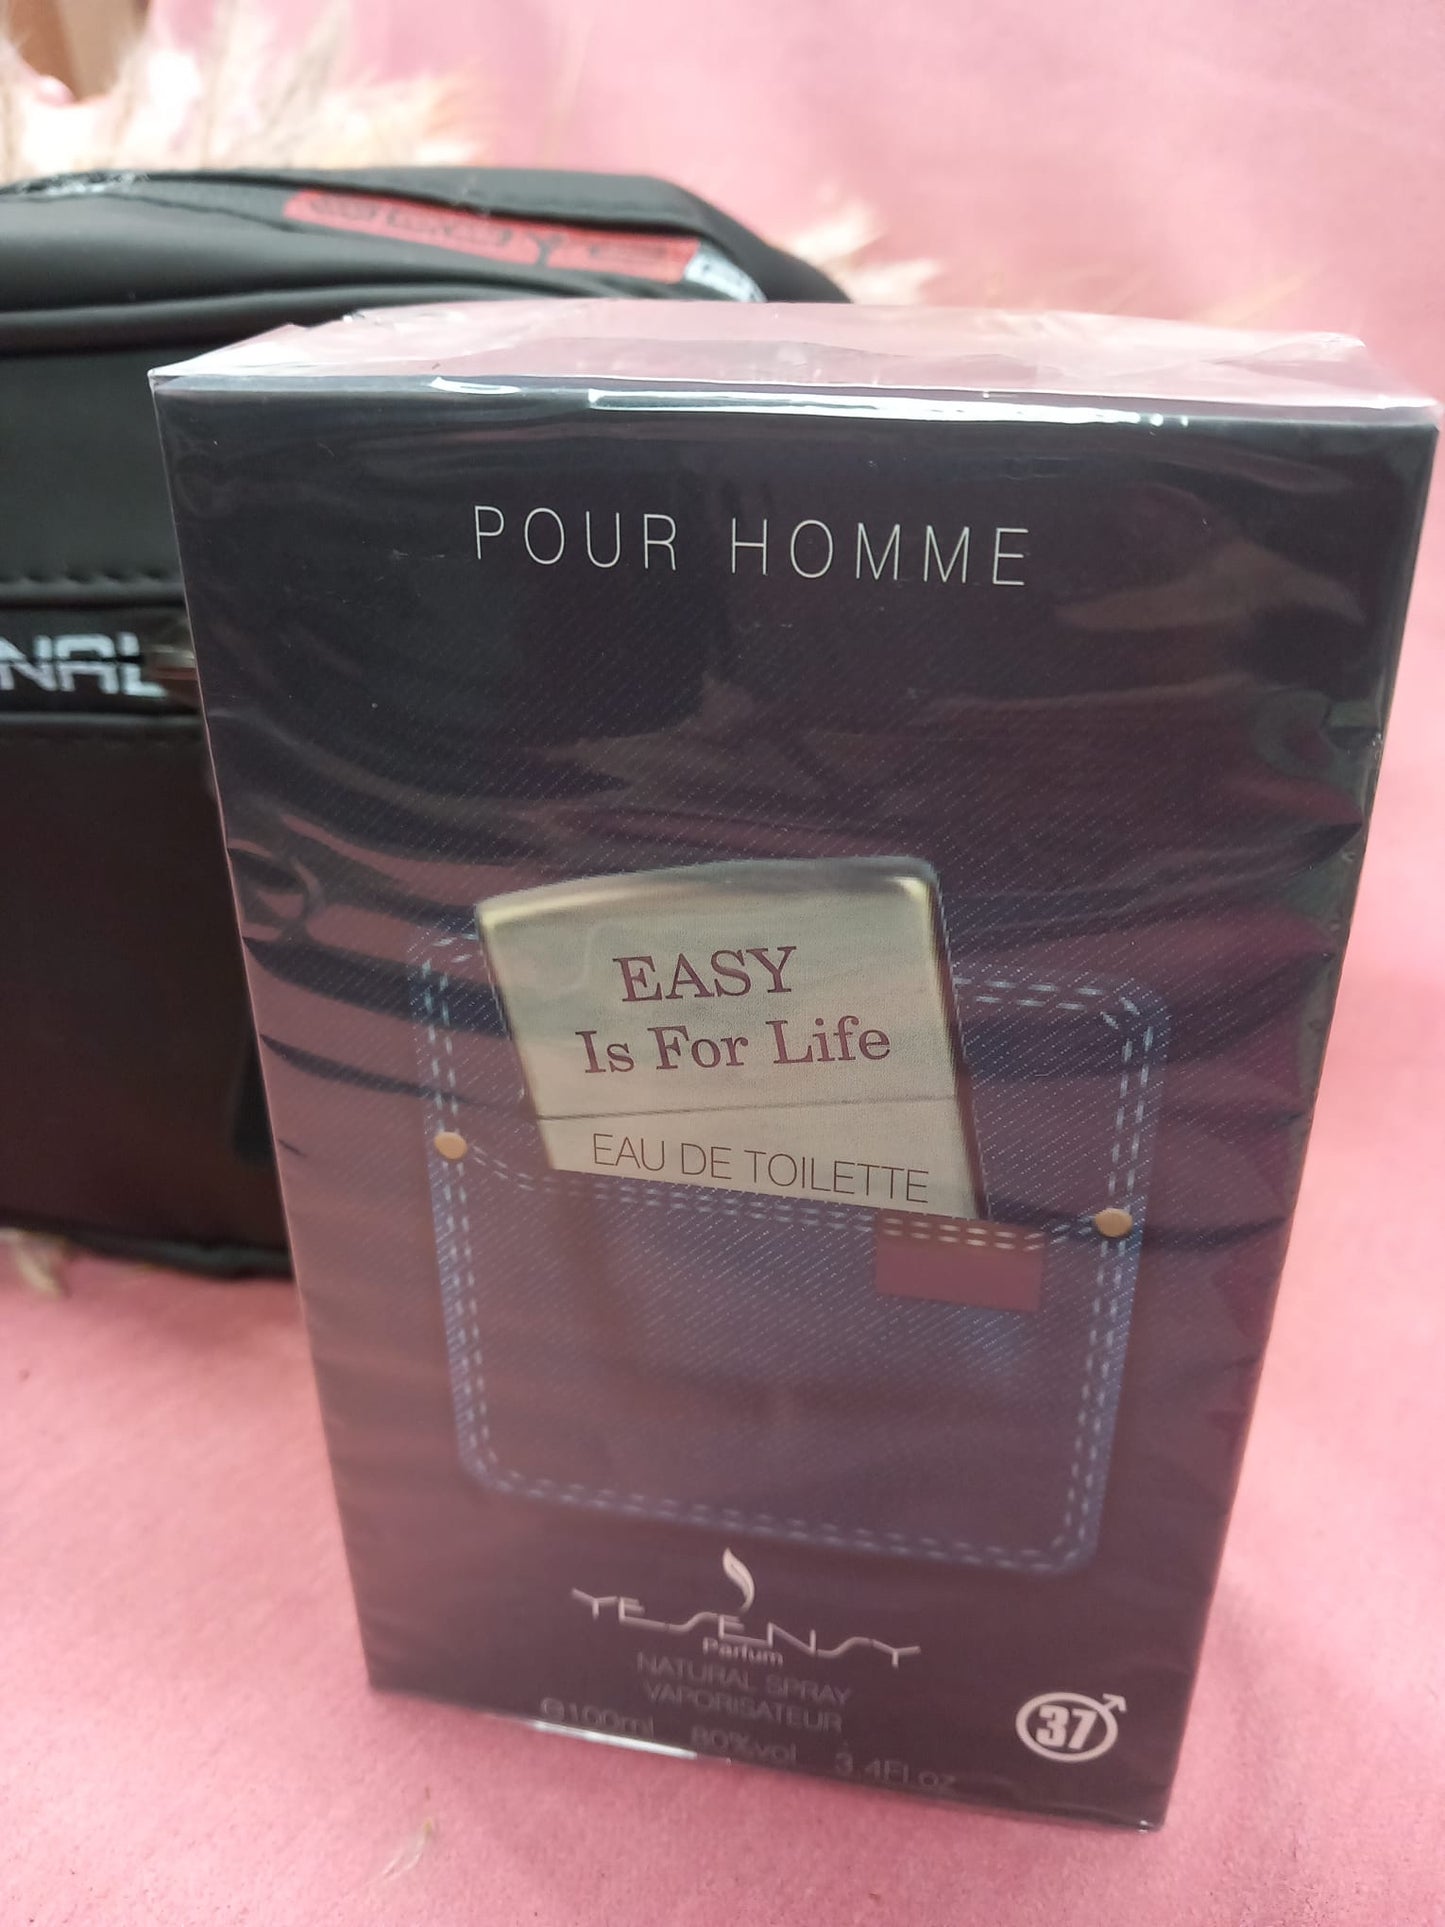 POUR HOMME
EASY
Is For Life
EAU DE TOILETTE
YESENSY
Parfum
NATURAL SPRAY
VAPORISATEUR
℮100ml 80%vol 3.4Fl.oz
37